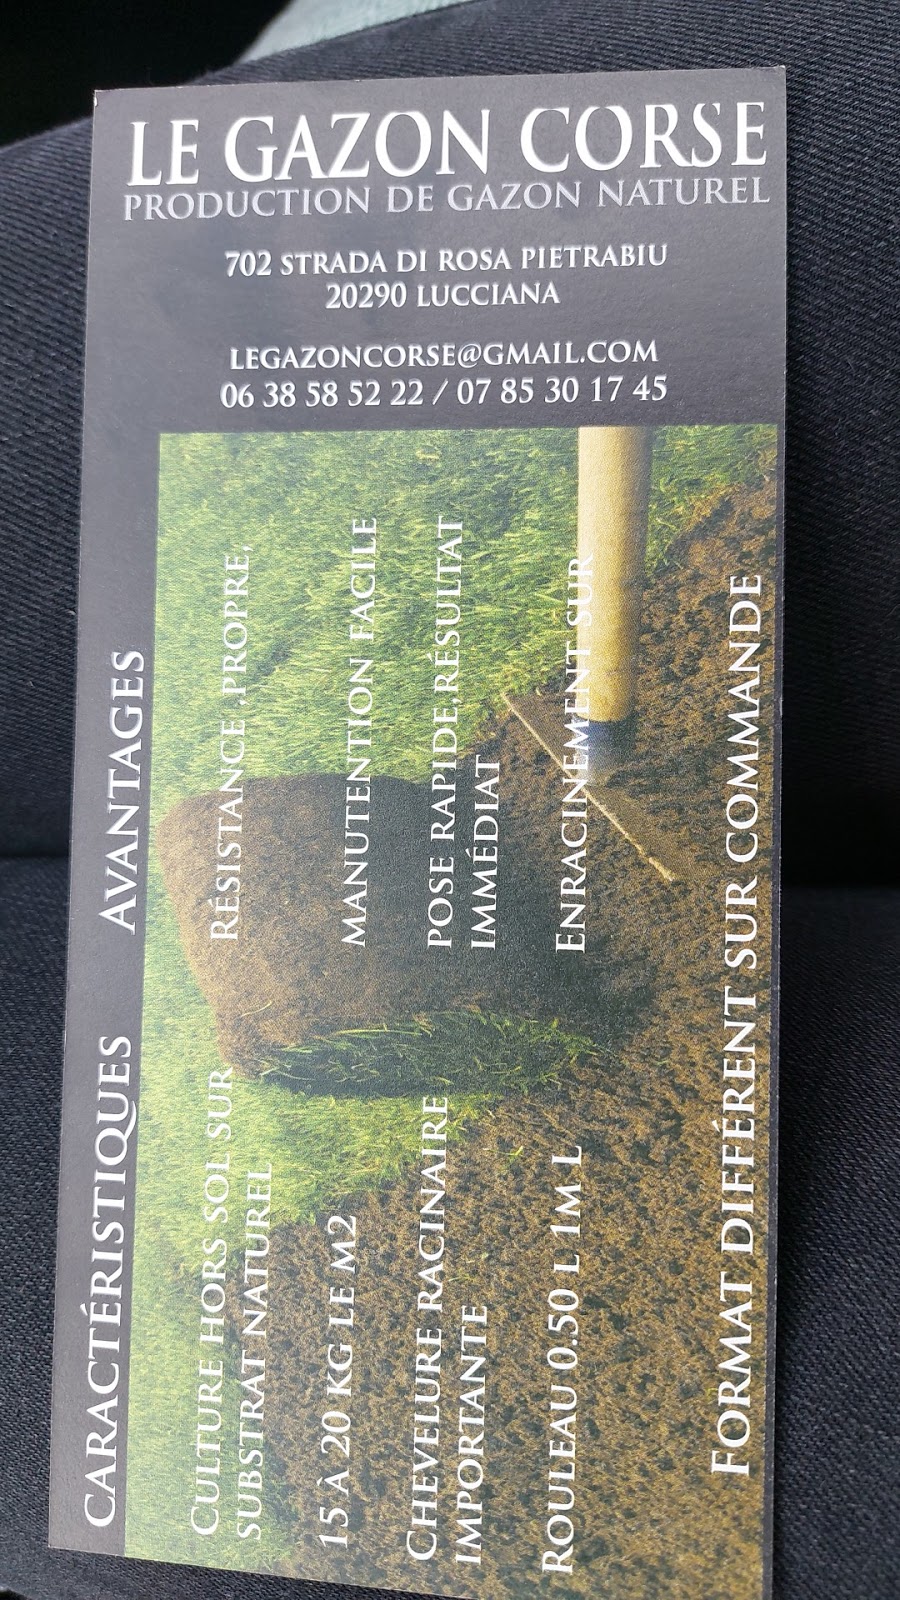 LE GAZON CORSE
PRODUCTION DE GAZON NATUREL
702 STRADA DI ROSA PIETRABIU
20290 LUCCIANA
LEGAZONCORSE@GMAIL.COM
06 38 58 52 22 / 07 85 30 17 45
CARACTÉRISTIQUES
CULTURE HORS SOL SUR
SUBSTRAT NATUREL
15 À 20 KG LE M2
CHEVELURE RACINAIRE
IMPORTANTE
ROULEAU 0.50 L 1M L
AVANTAGES
RÉSISTANCE ,PROPRE,
MANUTENTION FACILE
POSE RAPIDE,RÉSULTAT
IMMÉDIAT
ENRACINEMENT SUR
FORMAT DIFFÉRENT SUR COMMANDE